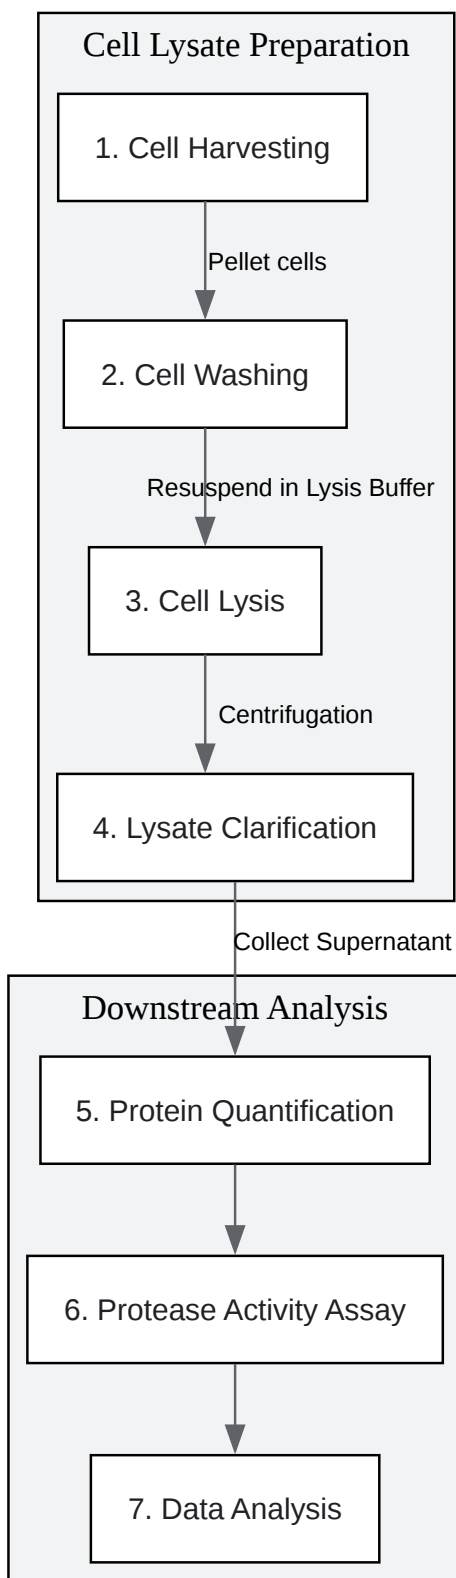 Cell Lysate Preparation
1. Cell Harvesting
Pellet cells
2. Cell Washing
Resuspend in Lysis Buffer
3. Cell Lysis
Centrifugation
4. Lysate Clarification
Collect Supernatant
Downstream Analysis
5. Protein Quantification
6. Protease Activity Assay
7. Data Analysis